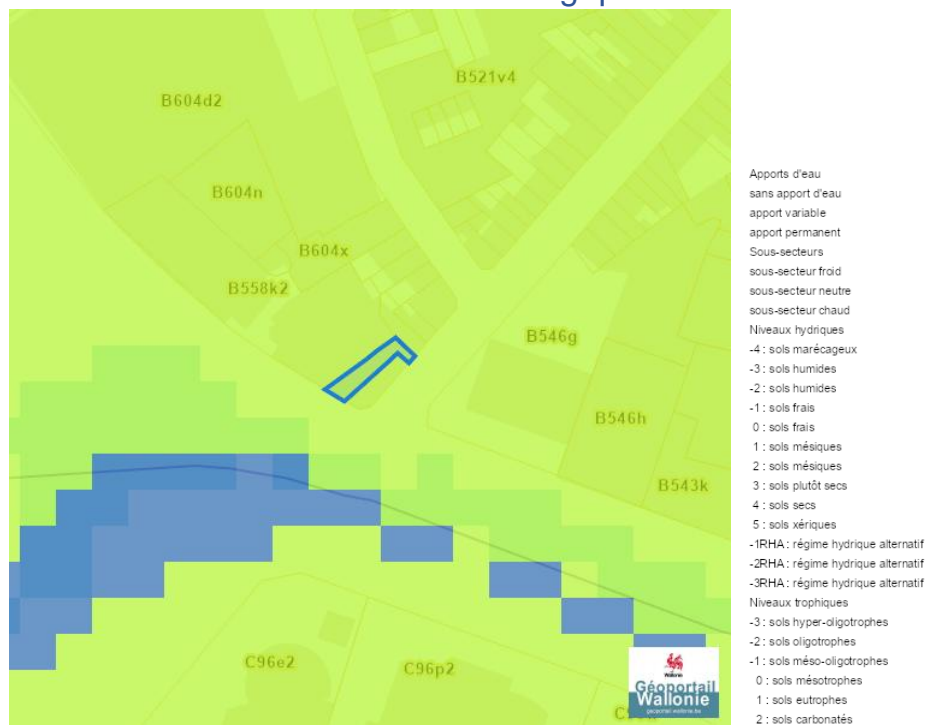 B521v4
B604d2
B604n
B604x
B558k2
B546g
B546h
B543k
C96e2
C96p2
Wallonie
Géoportail
Wallonie
geoportail.wallonie.be
Apports d'eau
sans apport d'eau
apport variable
apport permanent
Sous-secteurs
sous-secteur froid
sous-secteur neutre
sous-secteur chaud
Niveaux hydriques
-4 : sols marécageux
-3 : sols humides
-2 : sols humides
-1 : sols frais
0 : sols frais
1 : sols mésiques
2 : sols mésiques
3 : sols plutôt secs
4 : sols secs
5 : sols xériques
-1RHA : régime hydrique alternatif
-2RHA : régime hydrique alternatif
-3RHA : régime hydrique alternatif
Niveaux trophiques
-3 : sols hyper-oligotrophes
-2 : sols oligotrophes
-1 : sols méso-oligotrophes
0 : sols mésotrophes
1 : sols eutrophes
2 : sols carbonatés